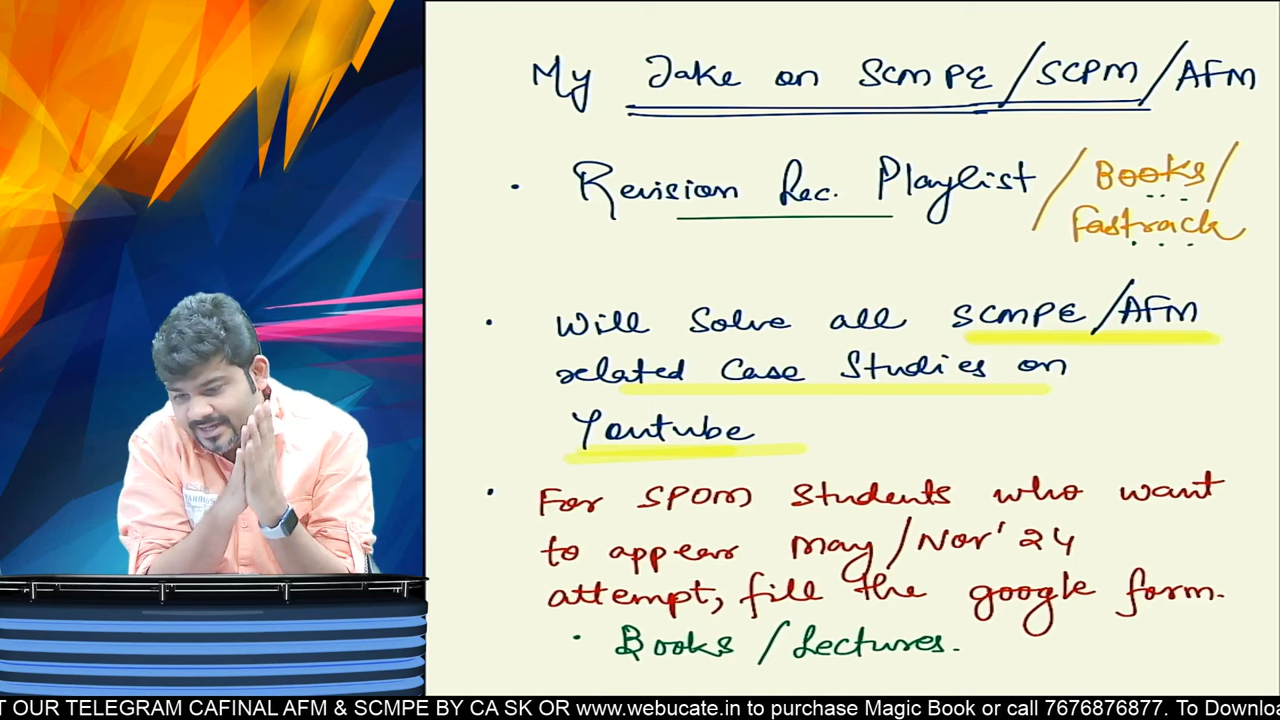 My Take on SCMPE/SCPM/AFM
• Revision Rec. Playlist / Books/
Fastrack
• Will Solve all SCMPE/AFM
related Case Studies on
Youtube
• For SPOM Students who want
to appear May/Nov' 24
attempt, fill the google form.
• Books / Lectures.
T OUR TELEGRAM CAFINAL AFM & SCMPE BY CA SK OR www.webucate.in to purchase Magic Book or call 7676876877. To Downloa